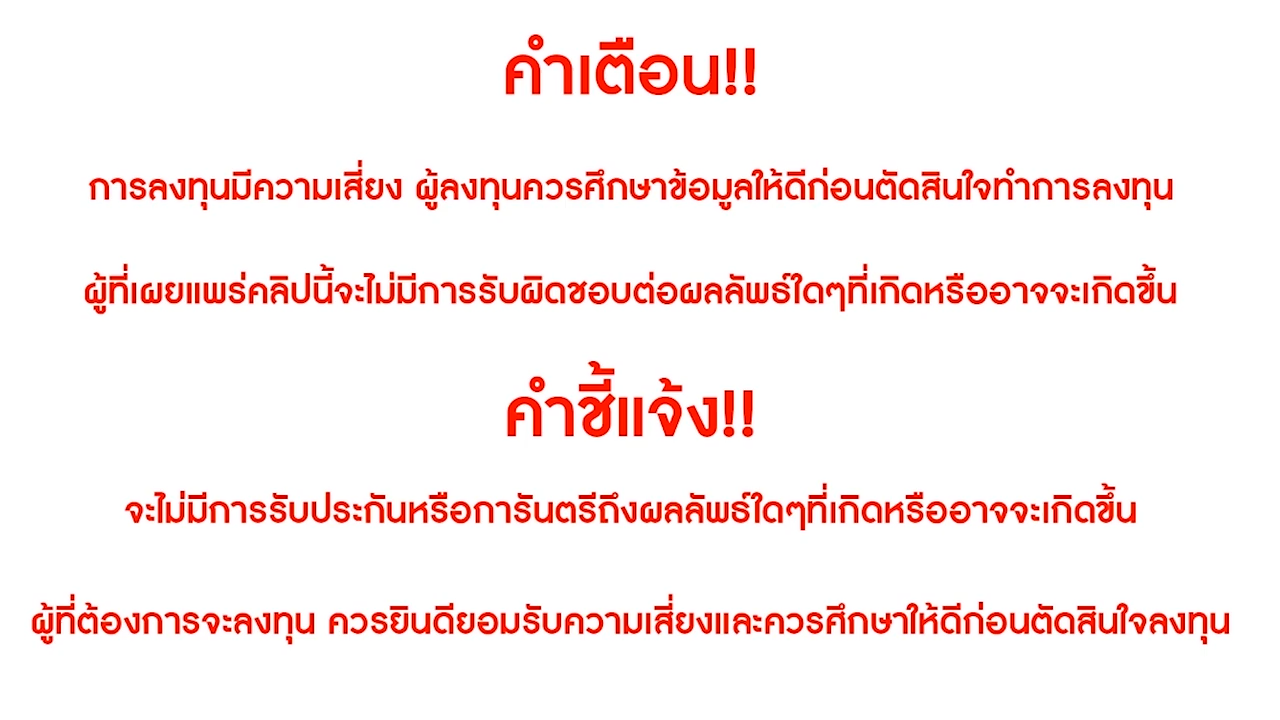 คำเตือน!!
การลงทุนมีความเสี่ยง ผู้ลงทุนควรศึกษาข้อมูลให้ดีก่อนตัดสินใจทำการลงทุน
ผู้ที่เผยแพร่คลิปนี้จะไม่มีการรับผิดชอบต่อผลลัพธ์ใดๆที่เกิดหรืออาจจะเกิดขึ้น
คำชี้แจ้ง!!
จะไม่มีการรับประกันหรือการันตรีถึงผลลัพธ์ใดๆที่เกิดหรืออาจจะเกิดขึ้น
ผู้ที่ต้องการจะลงทุน ควรยินดียอมรับความเสี่ยงและควรศึกษาให้ดีก่อนตัดสินใจลงทุน